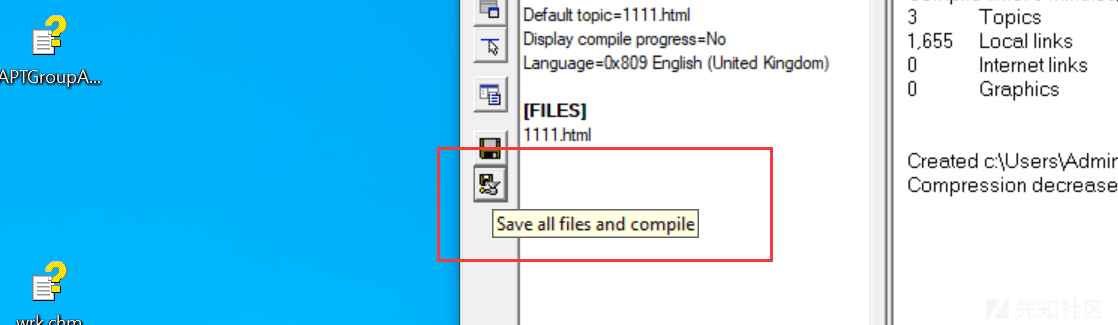 APTGroupA...
wrk.chm
Default topic=1111.html
Display compile progress=No
Language=0x809 English (United Kingdom)
[FILES]
1111.html
Save all files and compile
3 Topics
1,655 Local links
0 Internet links
0 Graphics
Created c:\Users\Admin
Compression decrease
先知社区